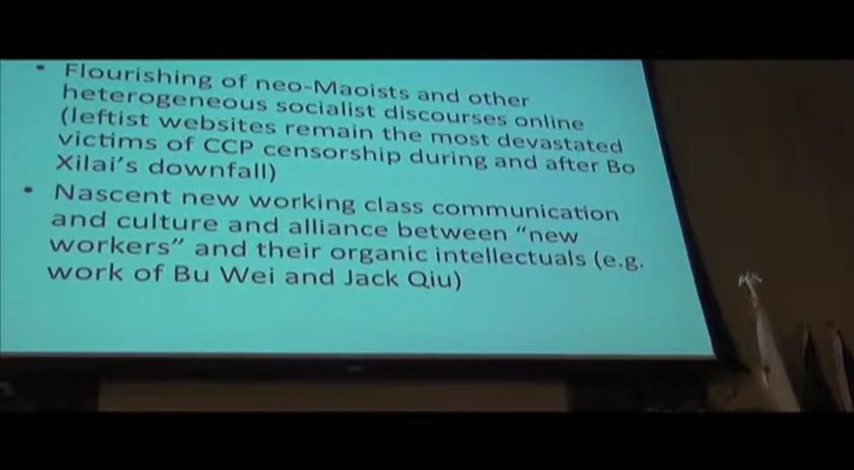 • Flourishing of neo-Maoists and other
heterogeneous socialist discourses online
(leftist websites remain the most devastated
victims of CCP censorship during and after Bo
Xilai's downfall)
• Nascent new working class communication
and culture and alliance between "new
workers" and their organic intellectuals (e.g.
work of Bu Wei and Jack Qiu)